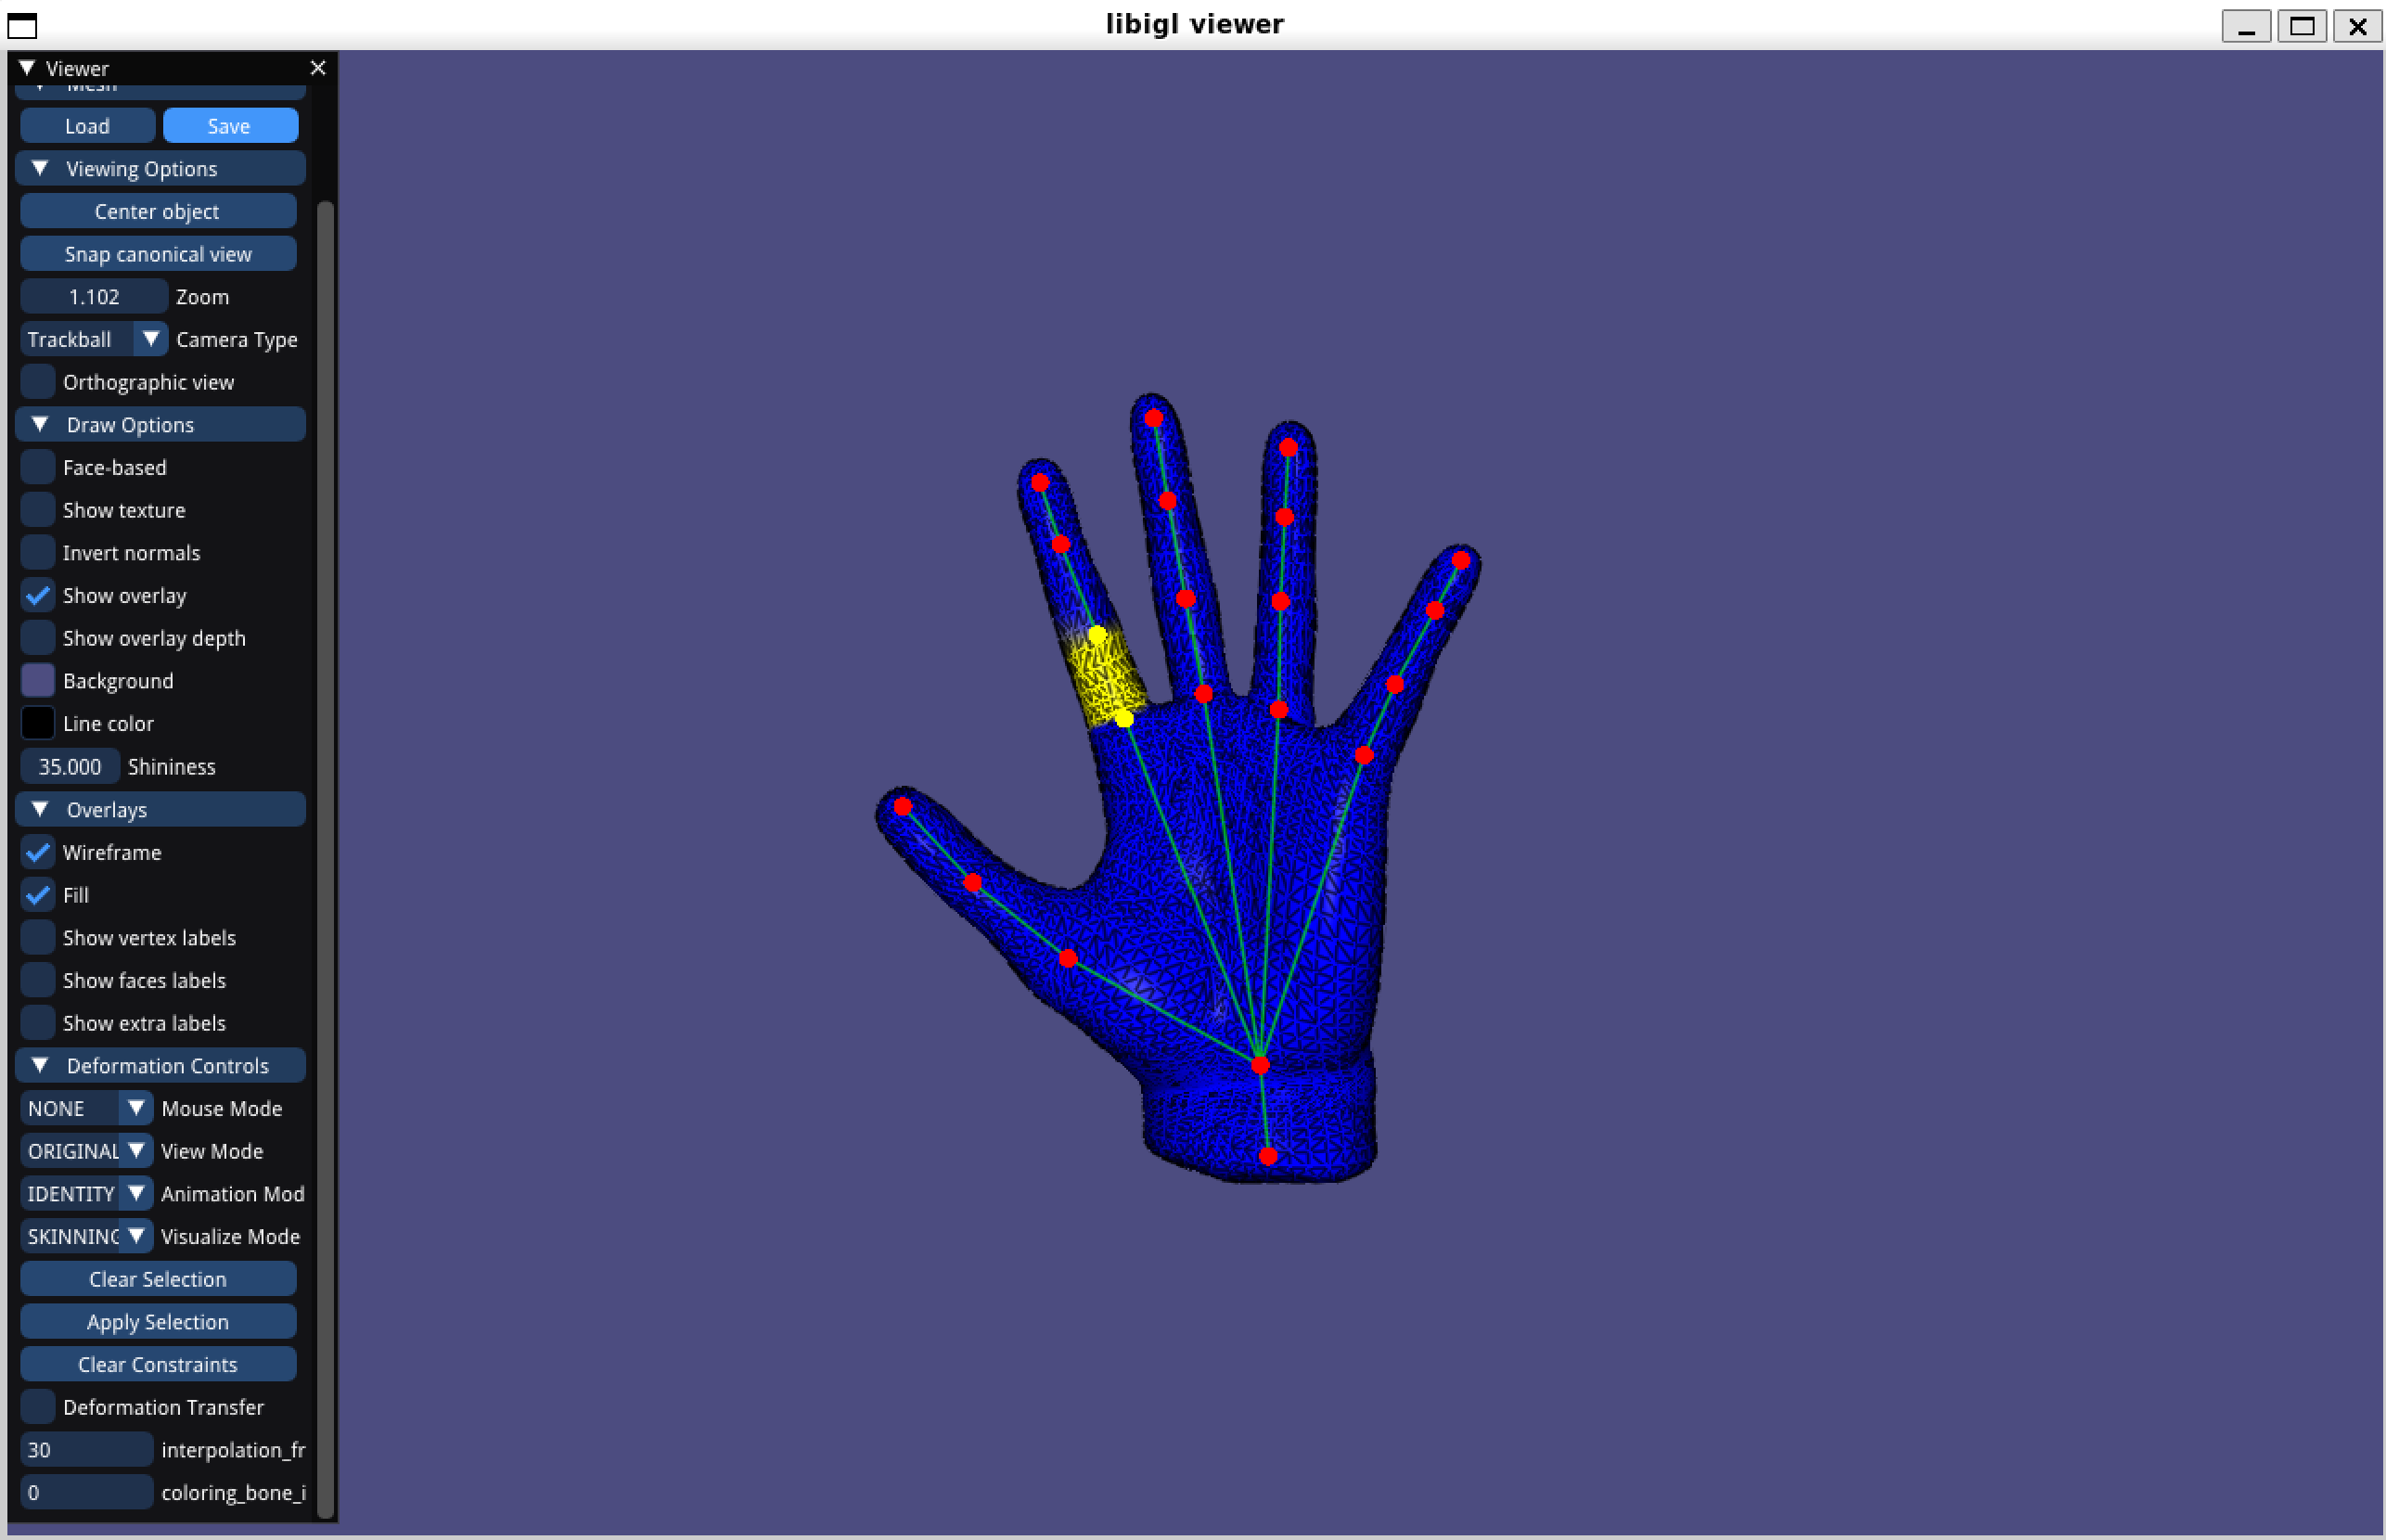 libigl viewer
Viewer
Mesh
Load Save
Viewing Options
Center object
Snap canonical view
1.102 Zoom
Trackball Camera Type
Orthographic view
Draw Options
Face-based
Show texture
Invert normals
Show overlay
Show overlay depth
Background
Line color
35.000 Shininess
Overlays
Wireframe
Fill
Show vertex labels
Show faces labels
Show extra labels
Deformation Controls
NONE Mouse Mode
ORIGINAL View Mode
IDENTITY Animation Mod
SKINNING Visualize Mode
Clear Selection
Apply Selection
Clear Constraints
Deformation Transfer
30 interpolation_fr
0 coloring_bone_i